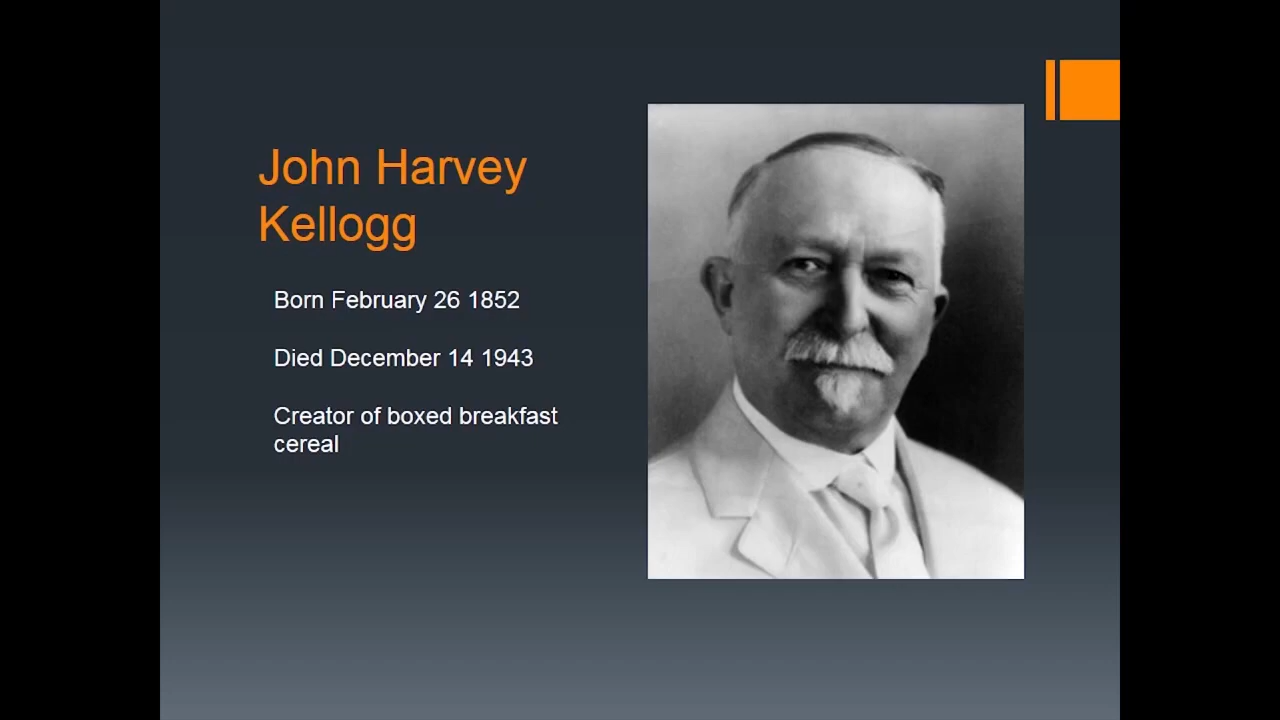 John Harvey
Kellogg
Born February 26 1852
Died December 14 1943
Creator of boxed breakfast
cereal